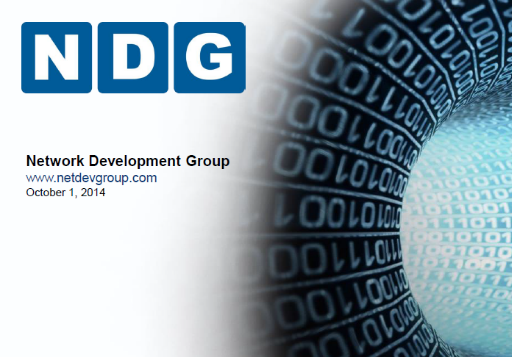 NDG
Network Development Group
www.netdevgroup.com
October 1, 2014